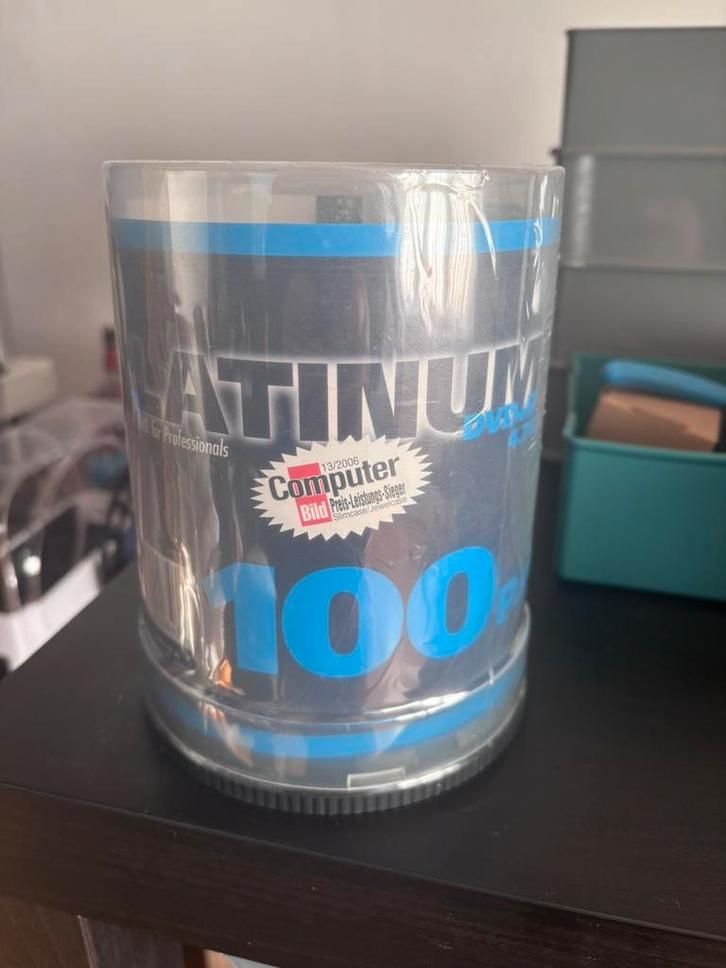 LATINUM
for Professionals
13/2006
Computer
Bild Preis-Leistungs-Sieger
Slimcase/Jewelcase
100